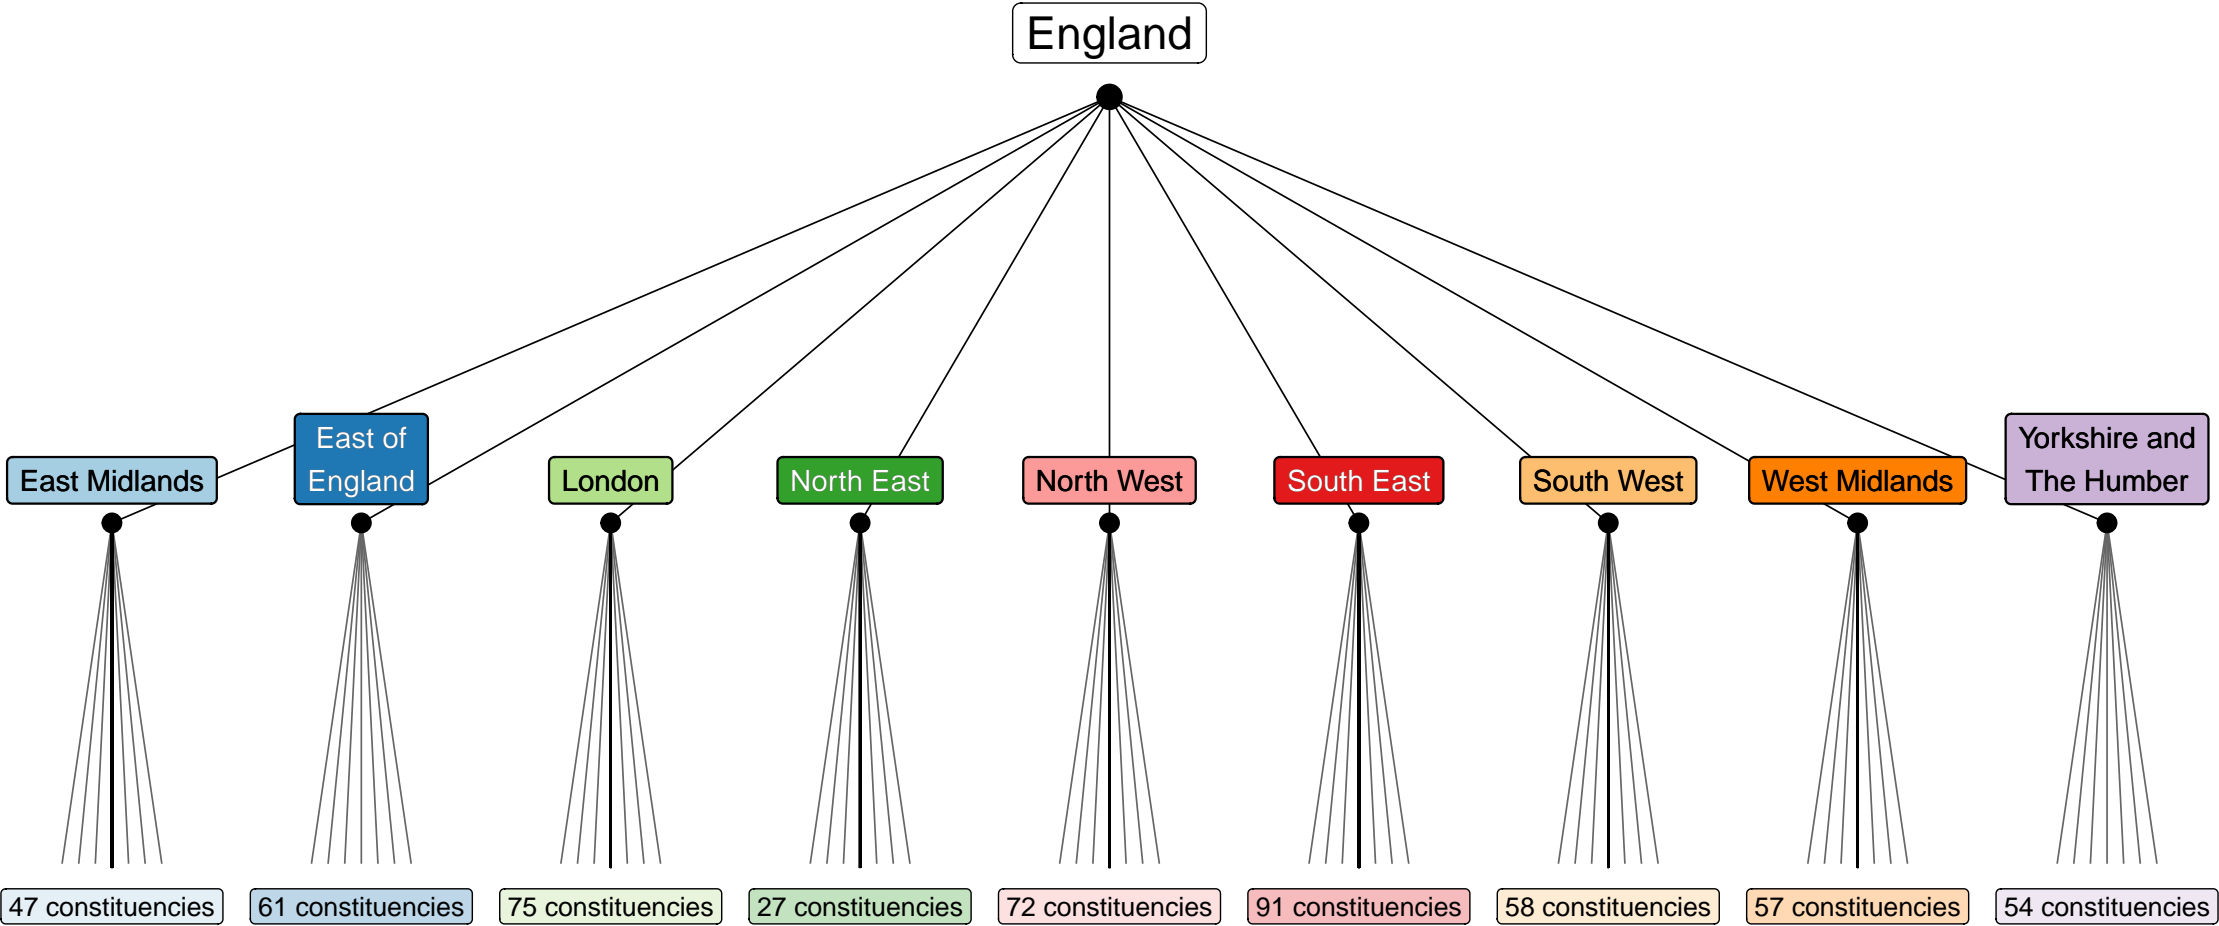 England
East Midlands
East of
England
London
North East
North West
South East
South West
West Midlands
Yorkshire and
The Humber
47 constituencies
61 constituencies
75 constituencies
27 constituencies
72 constituencies
91 constituencies
58 constituencies
57 constituencies
54 constituencies